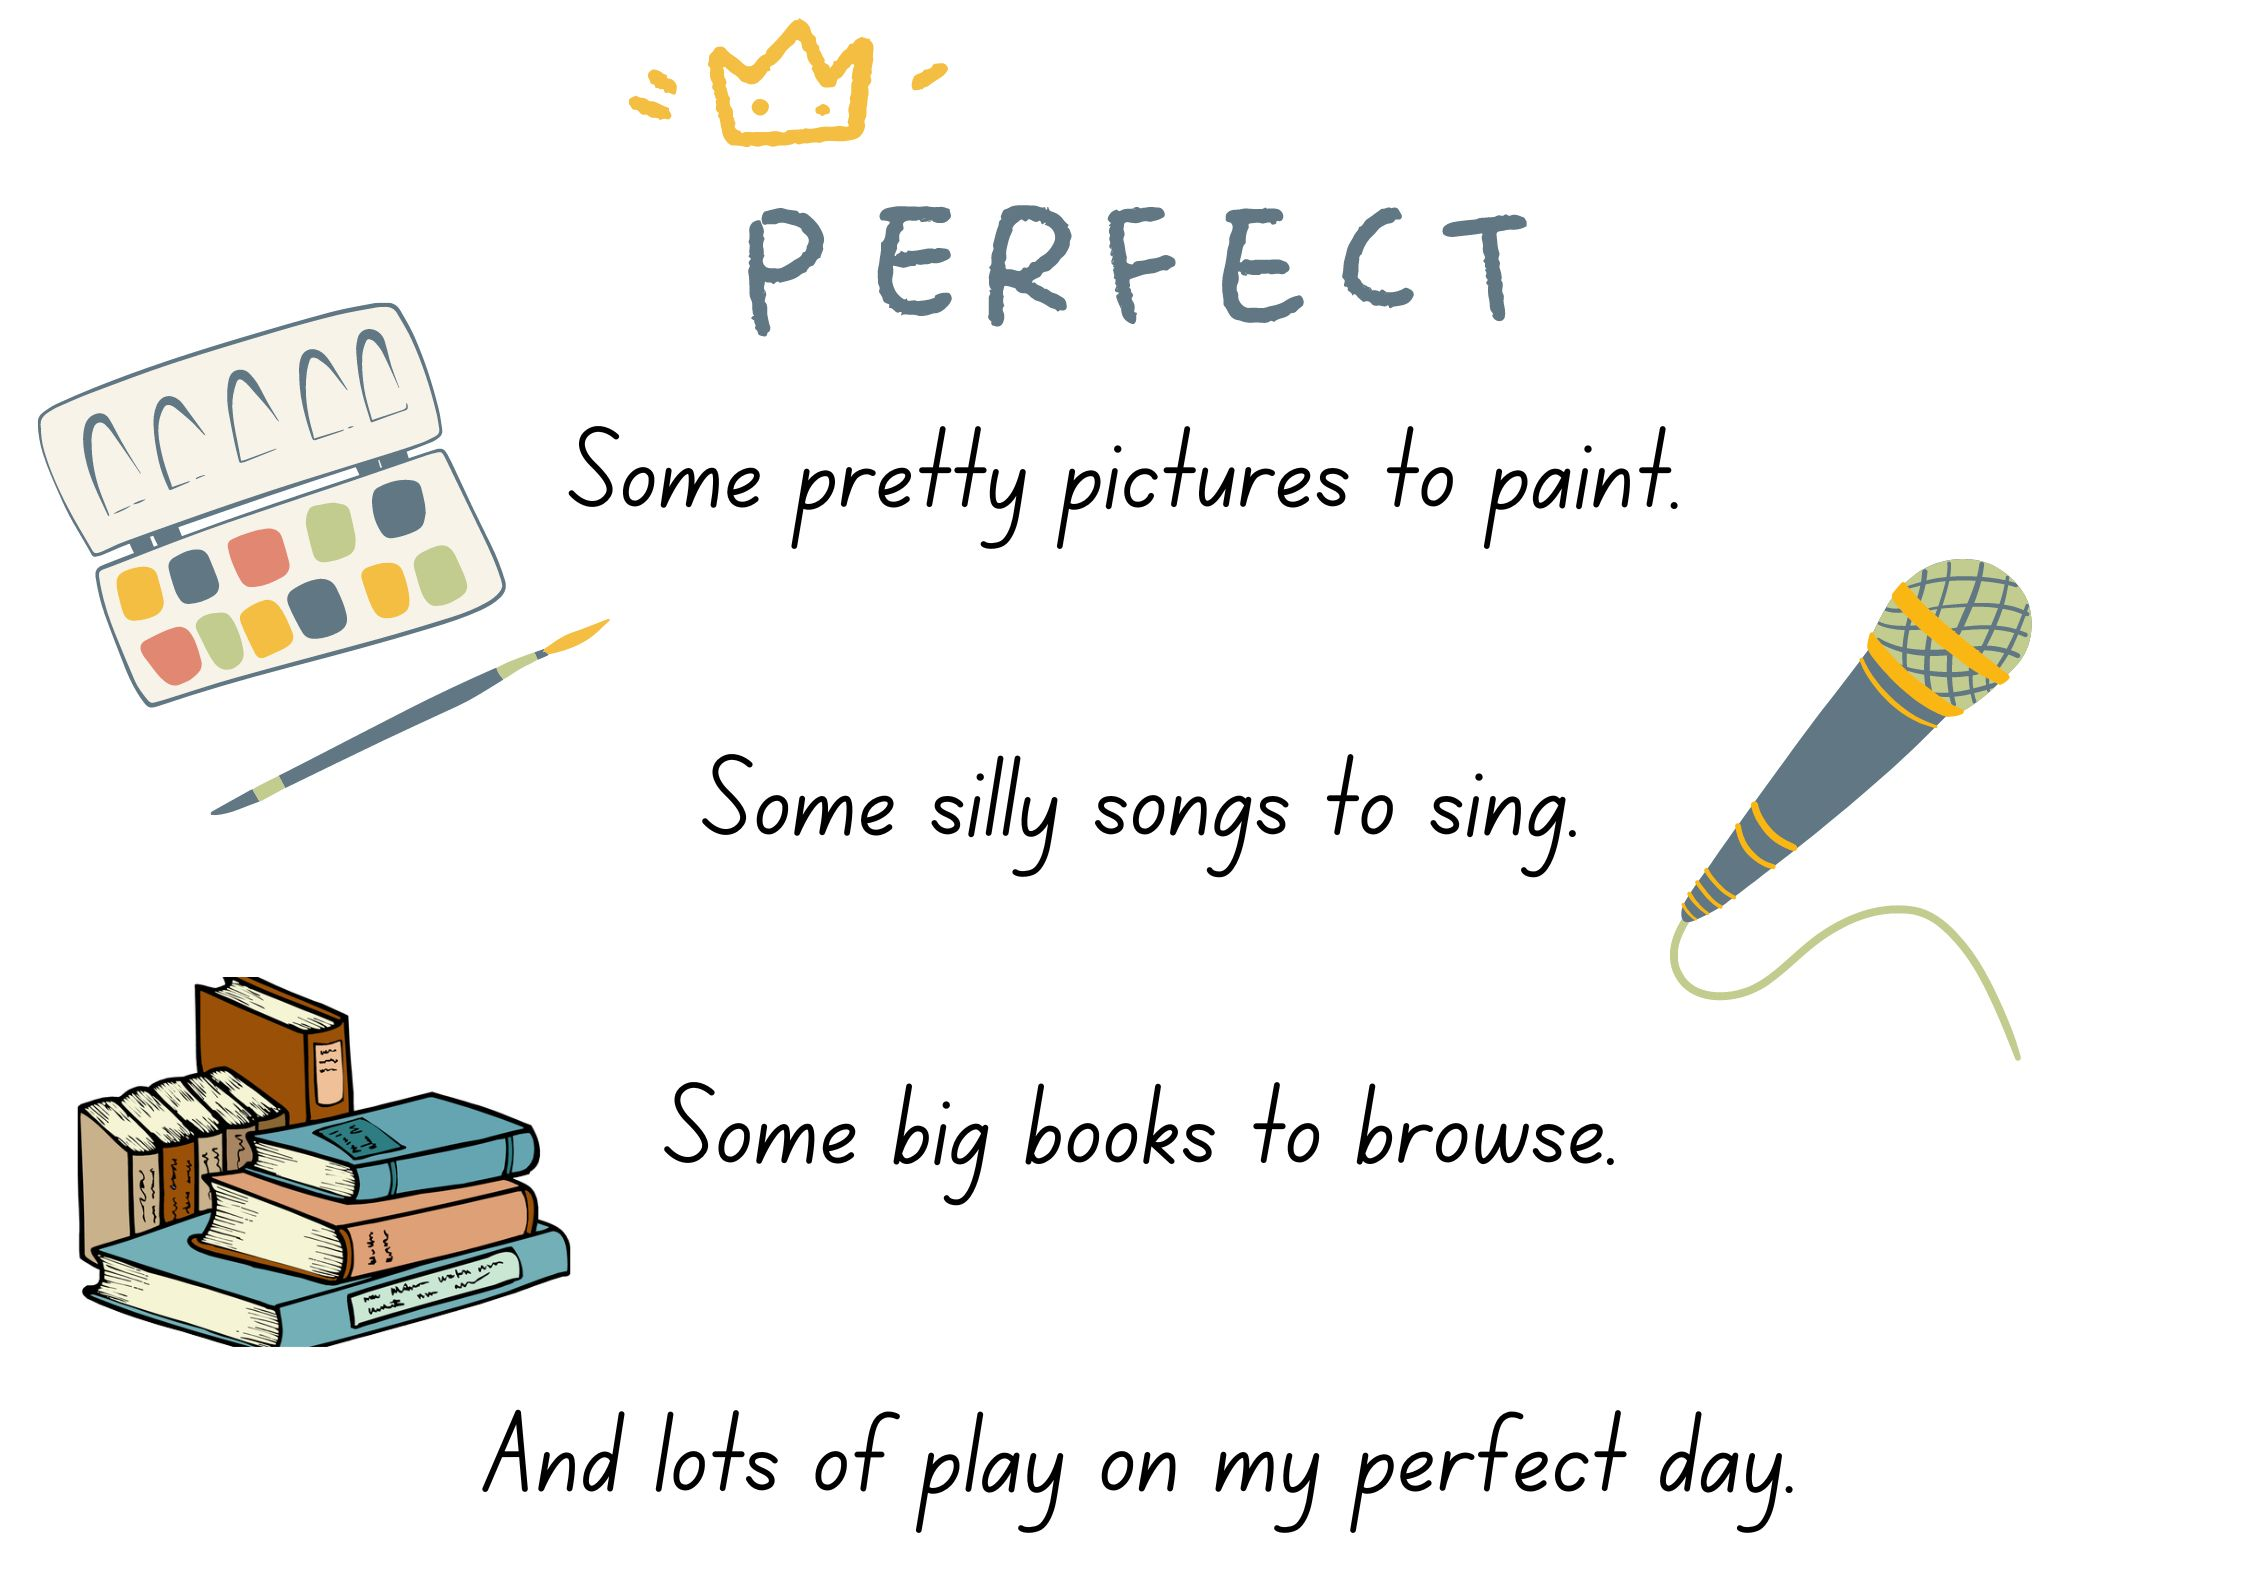 PERFECT
Some pretty pictures to paint.
Some silly songs to sing.
Some big books to browse.
And lots of play on my perfect day.